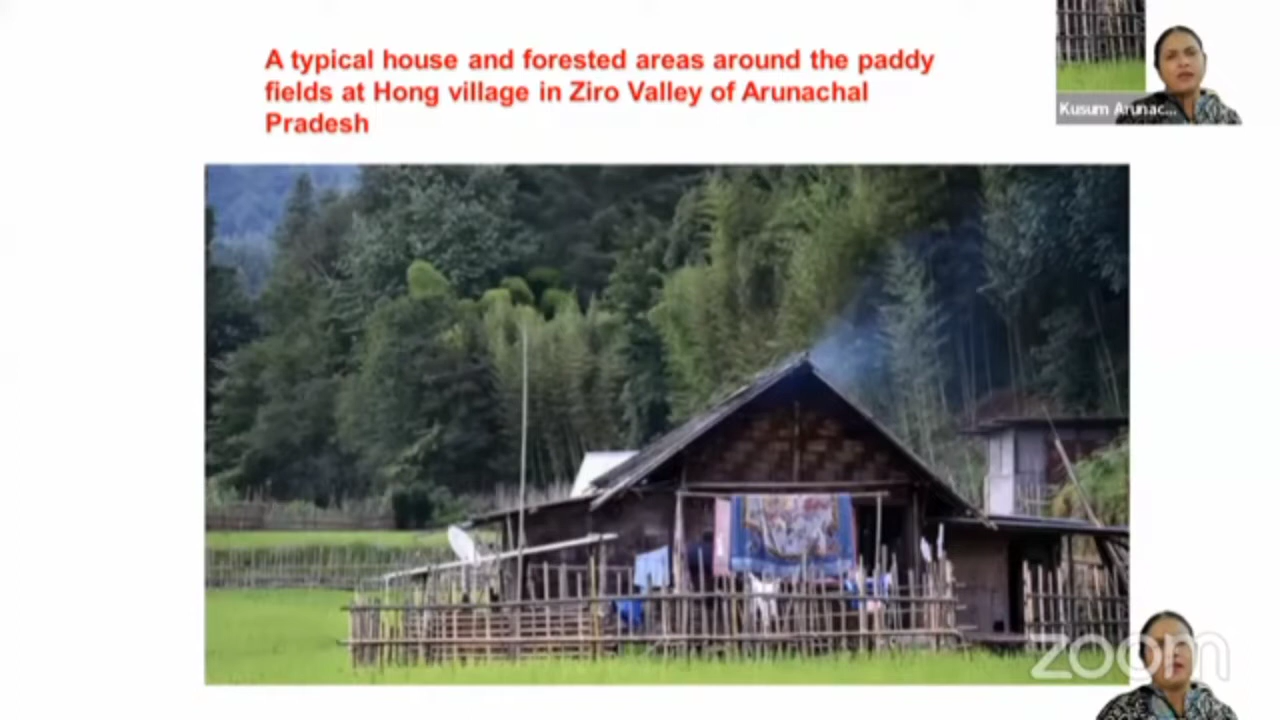 A typical house and forested areas around the paddy
fields at Hong village in Ziro Valley of Arunachal
Pradesh
Kusum Arunac...
zoom